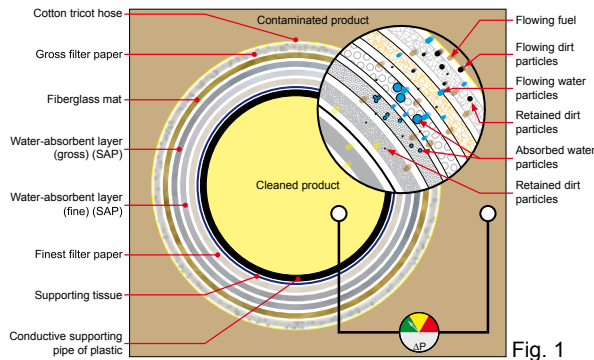 Cotton tricot hose
Gross filter paper
Fiberglass mat
Water-absorbent layer
(gross) (SAP)
Water-absorbent layer
(fine) (SAP)
Finest filter paper
Supporting tissue
Conductive supporting
pipe of plastic
Contaminated product
Cleaned product
Flowing fuel
Flowing dirt
particles
Flowing water
particles
Retained dirt
particles
Absorbed water
particles
Retained dirt
particles
ΔP
Fig. 1